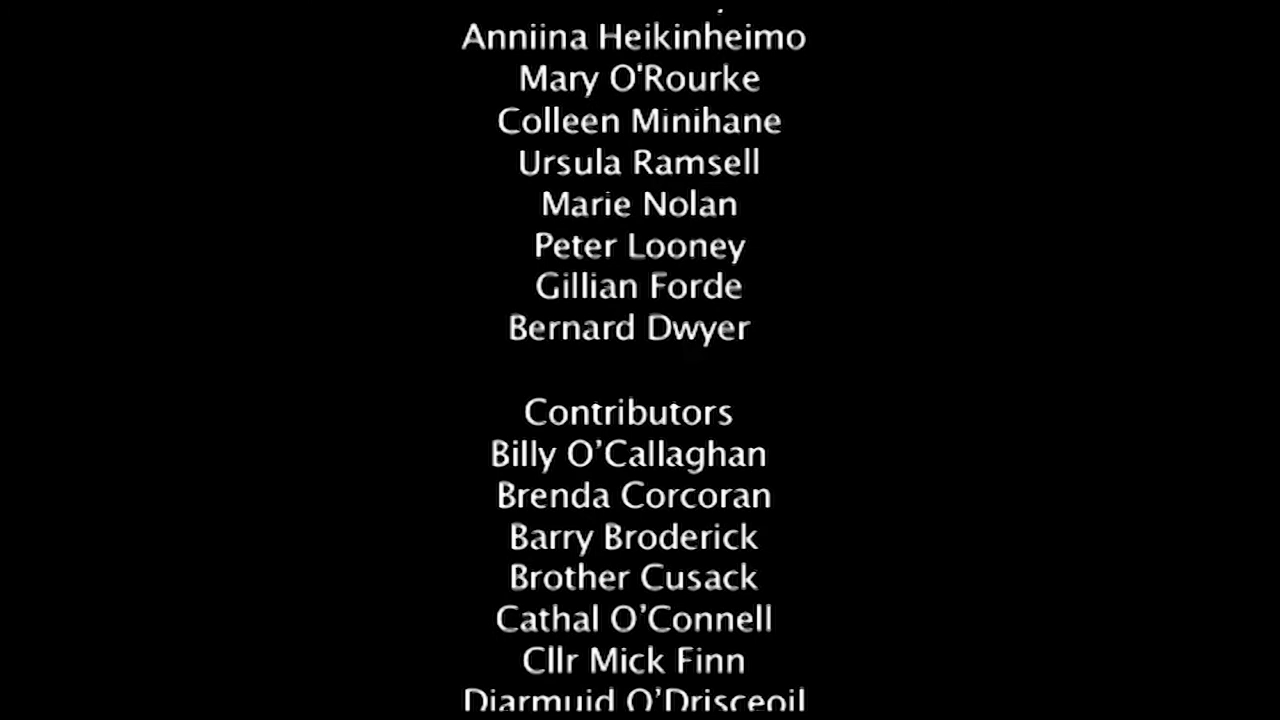 Anniina Heikinheimo
Mary O'Rourke
Colleen Minihane
Ursula Ramsell
Marie Nolan
Peter Looney
Gillian Forde
Bernard Dwyer
Contributors
Billy O’Callaghan
Brenda Corcoran
Barry Broderick
Brother Cusack
Cathal O’Connell
Cllr Mick Finn
Diarmuid O’Drisceoil